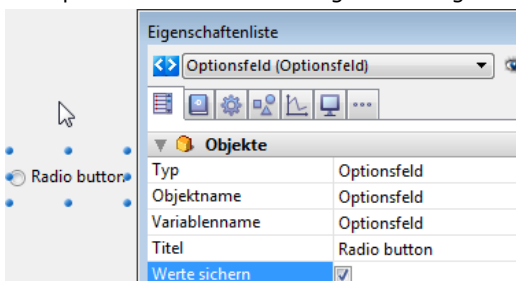 Eigenschaftenliste
Optionsfeld (Optionsfeld)
Objekte
Radio button
Typ Optionsfeld
Objektname Optionsfeld
Variablenname Optionsfeld
Titel Radio button
Werte sichern